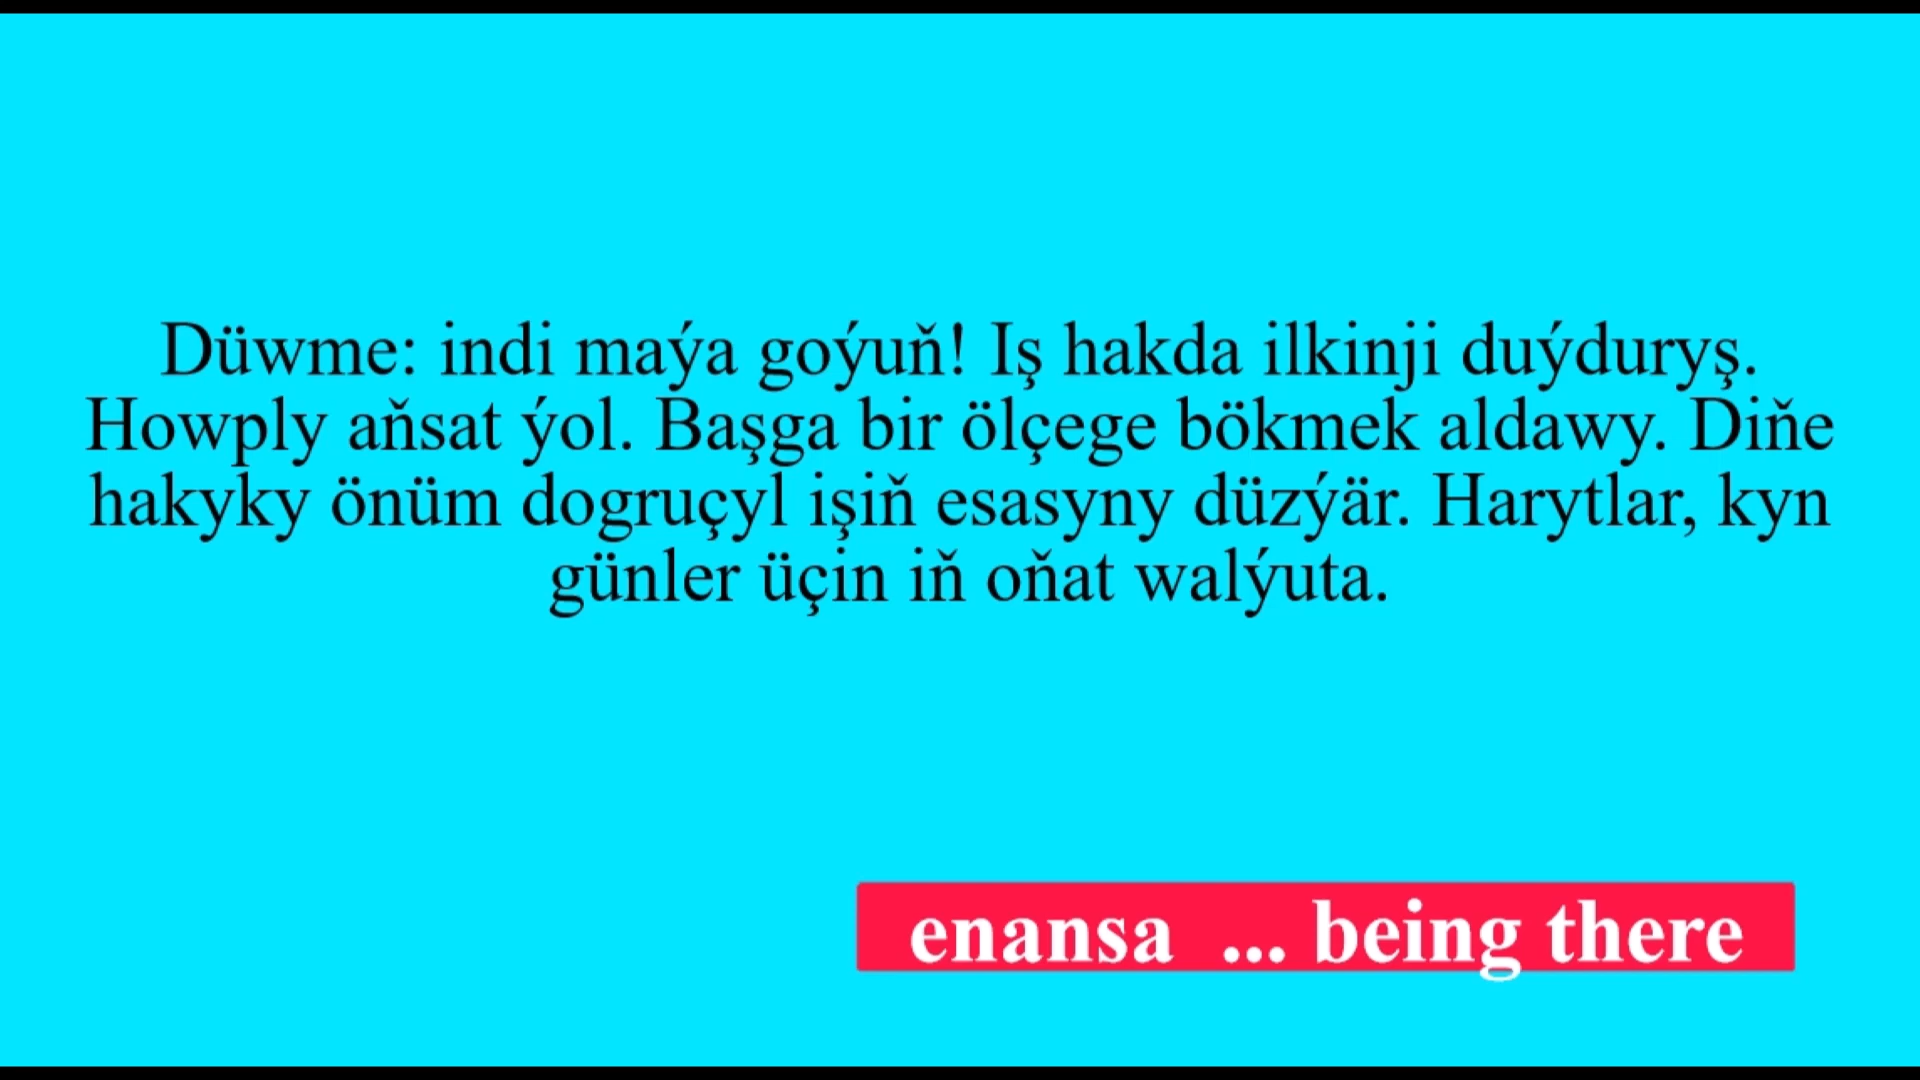 Düwme: indi maýa goýuň! Iş hakda ilkinji duýduryş.
Howply aňsat ýol. Başga bir ölçege bökmek aldawy. Diňe
hakyky önüm dogruçyl işiň esasyny düzýär. Harytlar, kyn
günler üçin iň oňat walýuta.
enansa ... being there